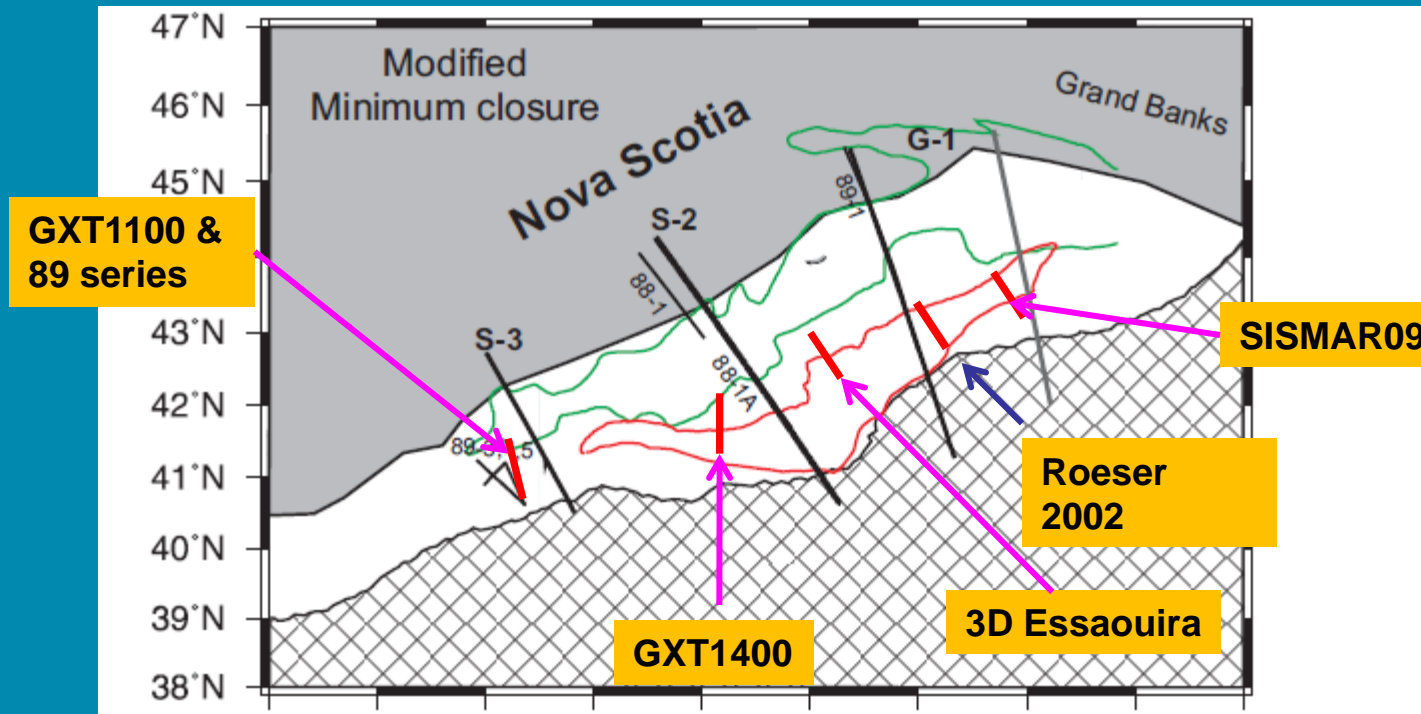 47°N
Modified
Minimum closure
46°N
Grand Banks
Nova Scotia
G-1
45°N
89-1
GXT1100 &
89 series
S-2
88-1
43°N
S-3
SISMAR09
88-1A
42°N
41°N
Roeser
2002
40°N
39°N
3D Essaouira
GXT1400
38°N